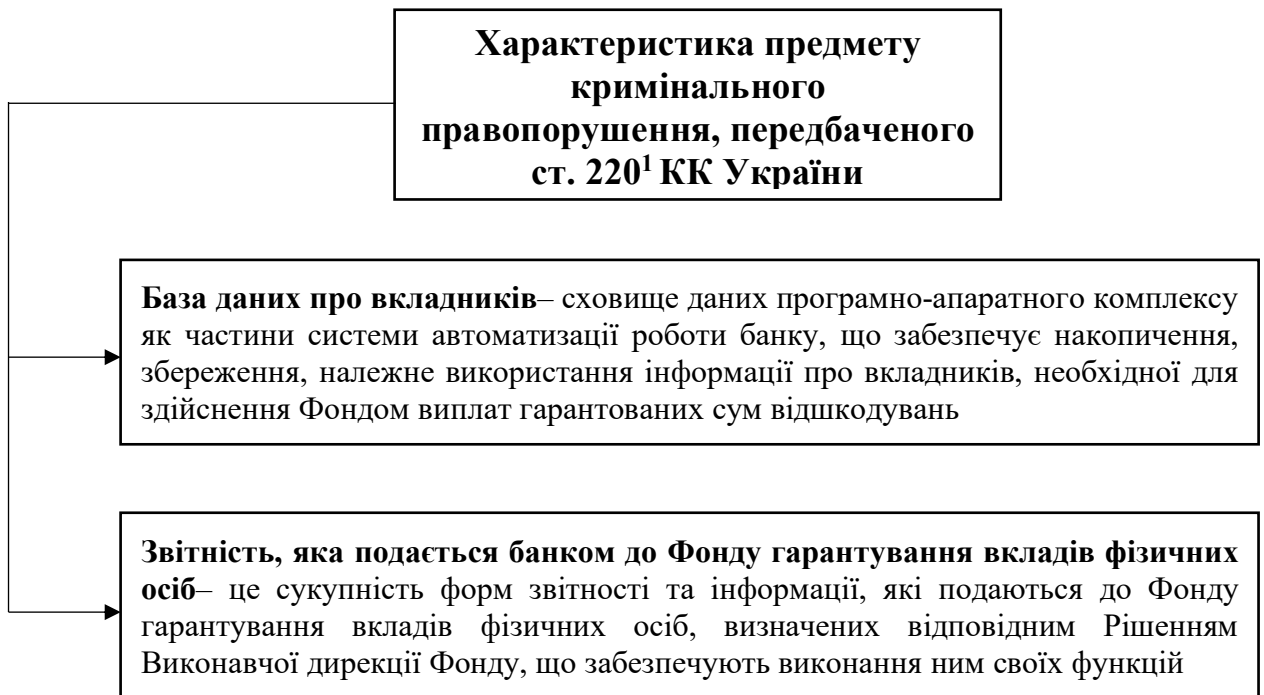 Характеристика предмету
кримінального
правопорушення, передбаченого
ст. 220¹ КК України
База даних про вкладників– сховище даних програмно-апаратного комплексу
як частини системи автоматизації роботи банку, що забезпечує накопичення,
збереження, належне використання інформації про вкладників, необхідної для
здійснення Фондом виплат гарантованих сум відшкодувань
Звітність, яка подається банком до Фонду гарантування вкладів фізичних
осіб– це сукупність форм звітності та інформації, які подаються до Фонду
гарантування вкладів фізичних осіб, визначених відповідним Рішенням
Виконавчої дирекції Фонду, що забезпечують виконання ним своїх функцій